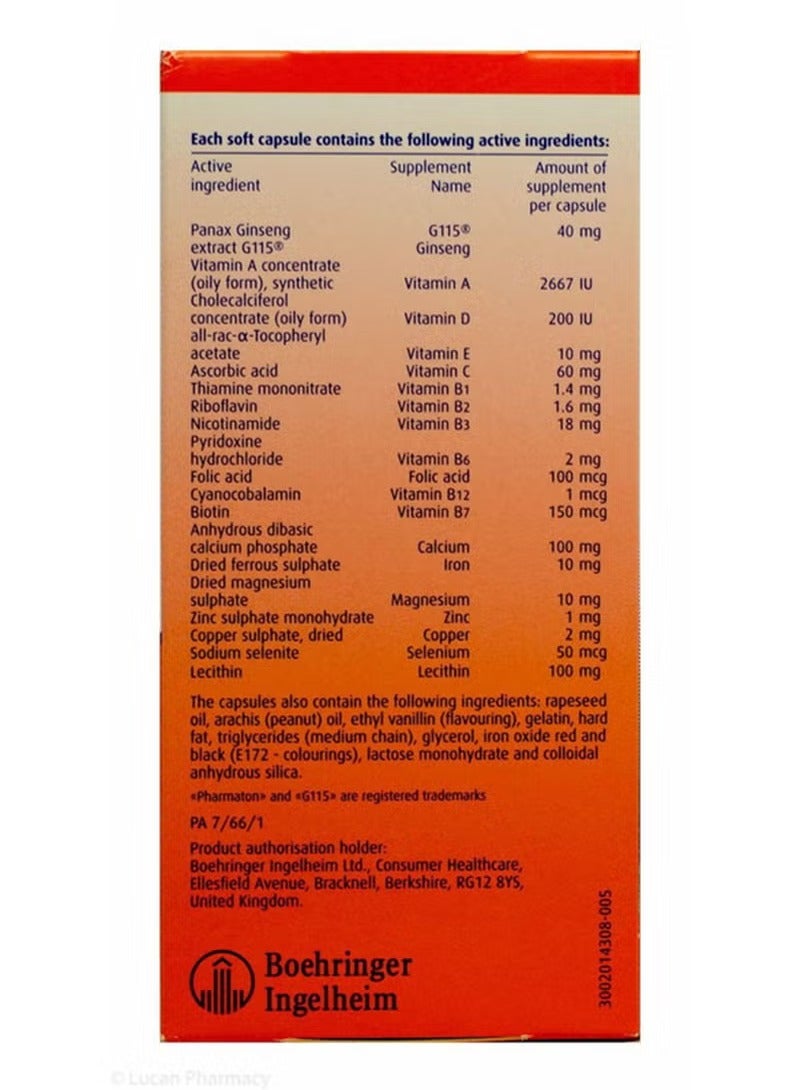 Each soft capsule contains the following active ingredients:
Active Supplement Amount of
ingredient Name supplement
per capsule
Panax Ginseng G115® 40 mg
extract G115® Ginseng
Vitamin A concentrate
(oily form), synthetic Vitamin A 2667 IU
Cholecalciferol
concentrate (oily form) Vitamin D 200 IU
all-rac-α-Tocopheryl
acetate Vitamin E 10 mg
Ascorbic acid Vitamin C 60 mg
Thiamine mononitrate Vitamin B1 1.4 mg
Riboflavin Vitamin B2 1.6 mg
Nicotinamide Vitamin B3 18 mg
Pyridoxine
hydrochloride Vitamin B6 2 mg
Folic acid Folic acid 100 mcg
Cyanocobalamin Vitamin B12 1 mcg
Biotin Vitamin B7 150 mcg
Anhydrous dibasic
calcium phosphate Calcium 100 mg
Dried ferrous sulphate Iron 10 mg
Dried magnesium
sulphate Magnesium 10 mg
Zinc sulphate monohydrate Zinc 1 mg
Copper sulphate, dried Copper 2 mg
Sodium selenite Selenium 50 mcg
Lecithin Lecithin 100 mg
The capsules also contain the following ingredients: rapeseed
oil, arachis (peanut) oil, ethyl vanillin (flavouring), gelatin, hard
fat, triglycerides (medium chain), glycerol, iron oxide red and
black (E172 - colourings), lactose monohydrate and colloidal
anhydrous silica.
«Pharmaton» and «G115» are registered trademarks
PA 7/66/1
Product authorisation holder:
Boehringer Ingelheim Ltd., Consumer Healthcare,
Ellesfield Avenue, Bracknell, Berkshire, RG12 8YS,
United Kingdom.
3002014308-005
Boehringer
Ingelheim
© Lucan Pharmacy